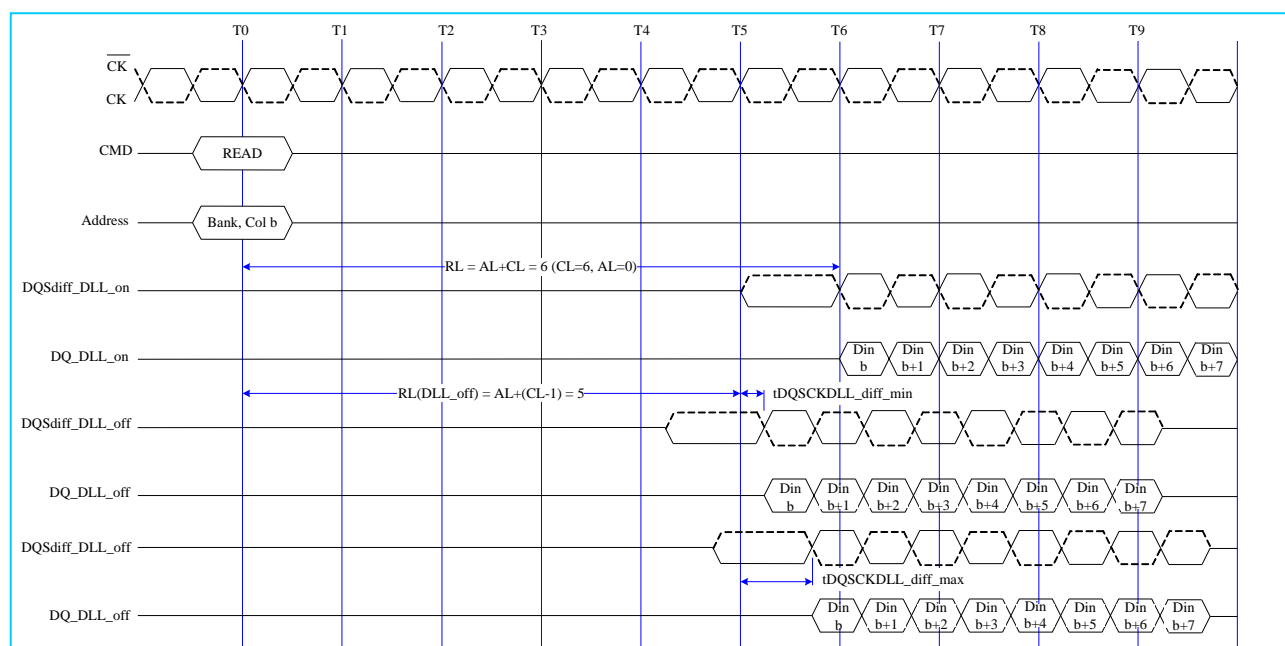 T0 T1 T2 T3 T4 T5 T6 T7 T8 T9
CK
CK
CMD READ
Address Bank, Col b
RL = AL+CL = 6 (CL=6, AL=0)
DQSdiff_DLL_on
DQ_DLL_on Din b Din b+1 Din b+2 Din b+3 Din b+4 Din b+5 Din b+6 Din b+7
RL(DLL_off) = AL+(CL-1) = 5 tDQSCKDLL_diff_min
DQSdiff_DLL_off
DQ_DLL_off Din b Din b+1 Din b+2 Din b+3 Din b+4 Din b+5 Din b+6 Din b+7
DQSdiff_DLL_off
tDQSCKDLL_diff_max
DQ_DLL_off Din b Din b+1 Din b+2 Din b+3 Din b+4 Din b+5 Din b+6 Din b+7